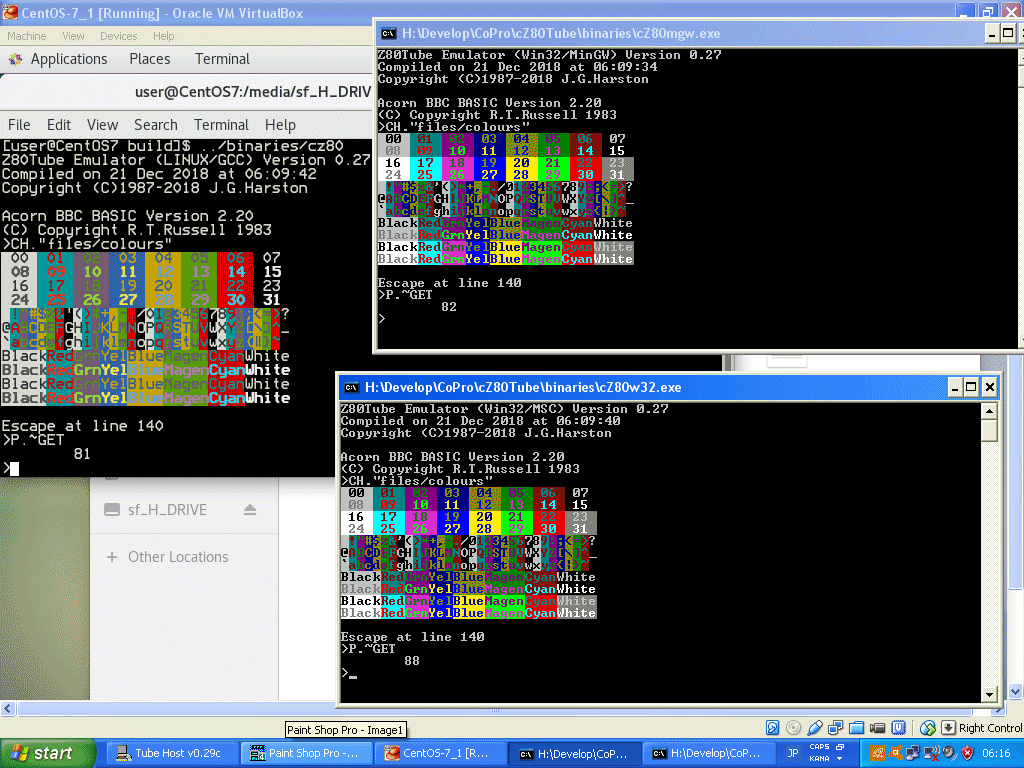 CentOS-7_1 [Running] - Oracle VM VirtualBox
Machine View Devices Help
Applications Places Terminal
user@CentOS7:/media/sf_H_DRIV
File Edit View Search Terminal Help
[user@CentOS7 build]$ ../binaries/cz80
Z80Tube Emulator (LINUX/GCC) Version 0.27
Compiled on 21 Dec 2018 at 06:09:42
Copyright (C)1987-2018 J.G.Harston
Acorn BBC BASIC Version 2.20
(C) Copyright R.T.Russell 1983
>CH."files/colours"
00 01 02 03 04 05 06 07
08 09 10 11 12 13 14 15
16 17 18 19 20 21 22 23
24 25 26 27 28 29 30 31
BlackRedGrnYelBlueMagenCyanWhite
BlackRedGrnYelBlueMagenCyanWhite
BlackRedGrnYelBlueMagenCyanWhite
BlackRedGrnYelBlueMagenCyanWhite
Escape at line 140
>P.~GET
81
>
sf_H_DRIVE
Other Locations
H:\Develop\CoPro\cZ80Tube\binaries\cZ80mgw.exe
Z80Tube Emulator (Win32/MinGW) Version 0.27
Compiled on 21 Dec 2018 at 06:09:34
Copyright (C)1987-2018 J.G.Harston
Acorn BBC BASIC Version 2.20
(C) Copyright R.T.Russell 1983
>CH."files/colours"
00 01 02 03 04 05 06 07
08 09 10 11 12 13 14 15
16 17 18 19 20 21 22 23
24 25 26 27 28 29 30 31
BlackRedGrnYelBlueMagenCyanWhite
BlackRedGrnYelBlueMagenCyanWhite
BlackRedGrnYelBlueMagenCyanWhite
BlackRedGrnYelBlueMagenCyanWhite
Escape at line 140
>P.~GET
82
>
H:\Develop\CoPro\cZ80Tube\binaries\cZ80w32.exe
Z80Tube Emulator (Win32/MSC) Version 0.27
Compiled on 21 Dec 2018 at 06:09:40
Copyright (C)1987-2018 J.G.Harston
Acorn BBC BASIC Version 2.20
(C) Copyright R.T.Russell 1983
>CH."files/colours"
00 01 02 03 04 05 06 07
08 09 10 11 12 13 14 15
16 17 18 19 20 21 22 23
24 25 26 27 28 29 30 31
BlackRedGrnYelBlueMagenCyanWhite
BlackRedGrnYelBlueMagenCyanWhite
BlackRedGrnYelBlueMagenCyanWhite
BlackRedGrnYelBlueMagenCyanWhite
Escape at line 140
>P.~GET
88
>_
Paint Shop Pro - Image1
Right Control
start
Tube Host v0.29c
Paint Shop Pro - ...
CentOS-7_1 [R...
H:\Develop\CoP...
H:\Develop\CoP...
JP
CAPS
KANA
06:16